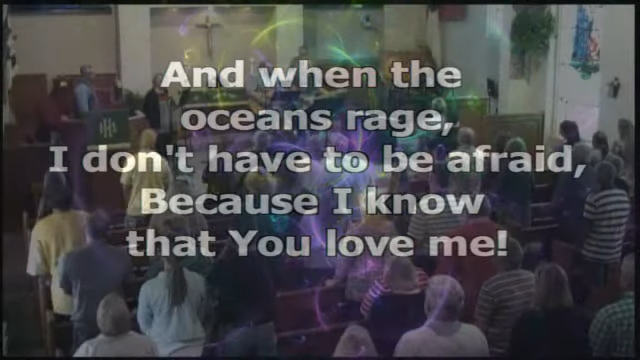 And when the
oceans rage,
I don't have to be afraid,
Because I know
that You love me!